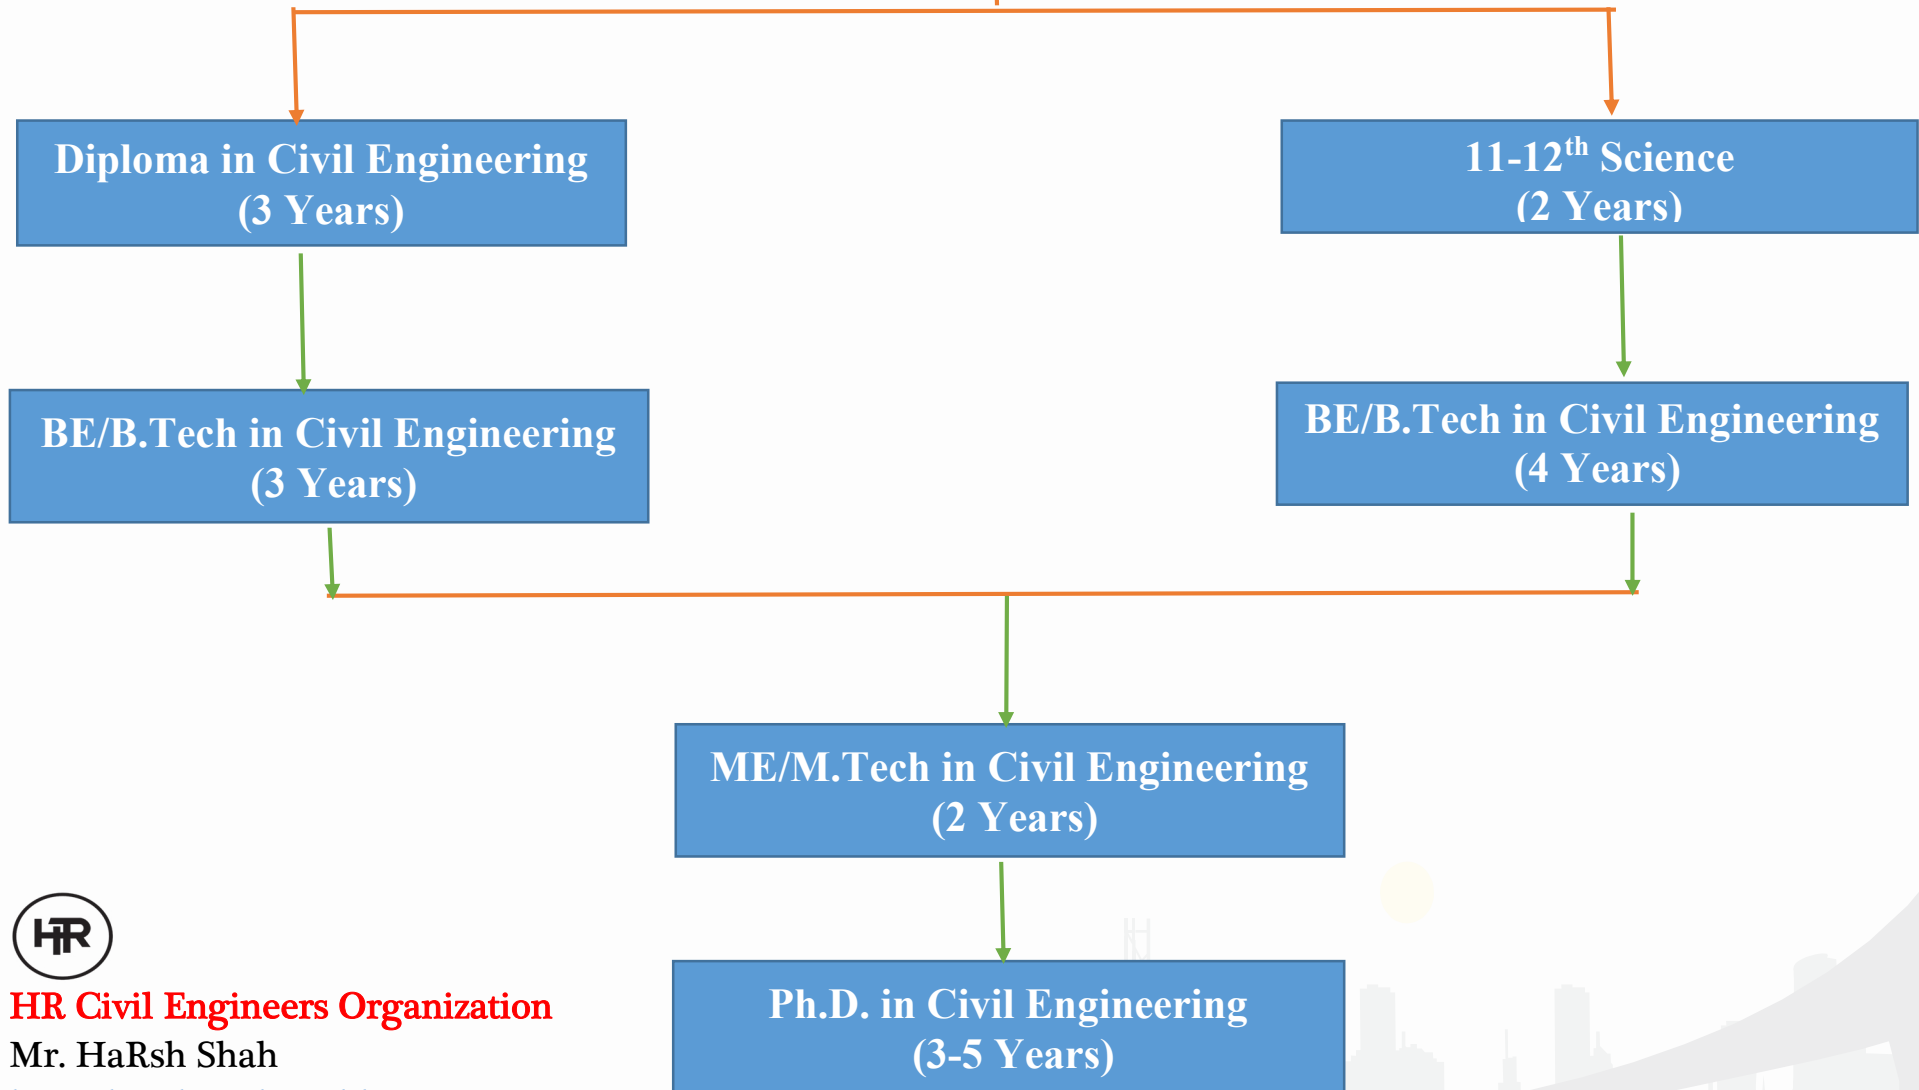 Diploma in Civil Engineering
(3 Years)
11-12th Science
(2 Years)
BE/B.Tech in Civil Engineering
(3 Years)
BE/B.Tech in Civil Engineering
(4 Years)
ME/M.Tech in Civil Engineering
(2 Years)
Ph.D. in Civil Engineering
(3-5 Years)
HR
HR Civil Engineers Organization
Mr. HaRsh Shah